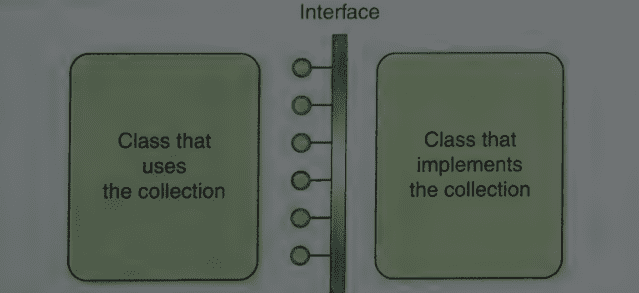 Interface
Class that
uses
the collection
Class that
implements
the collection